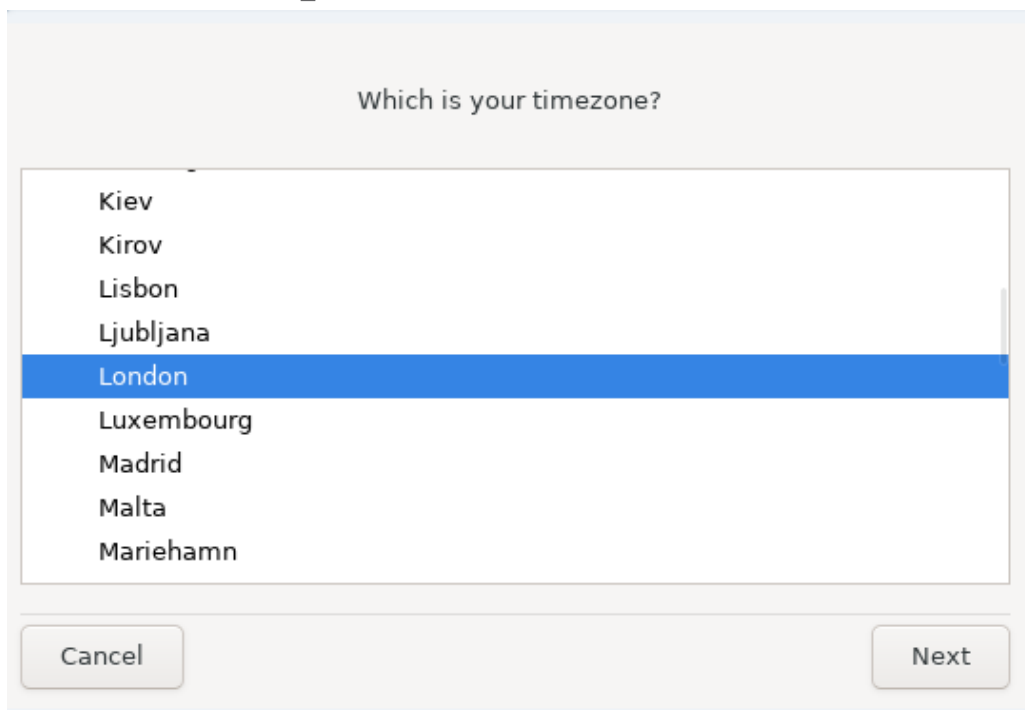 Which is your timezone?
Kiev
Kirov
Lisbon
Ljubljana
London
Luxembourg
Madrid
Malta
Mariehamn
Cancel
Next